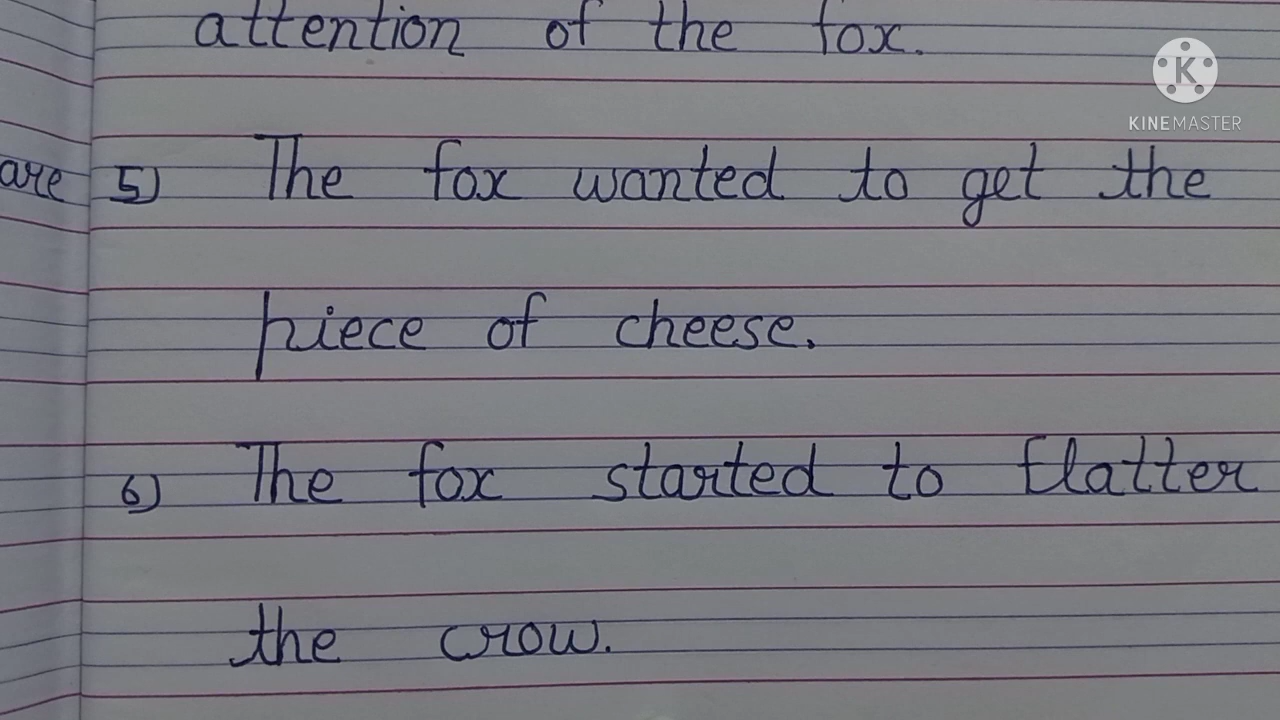 attention of the fox.
KINEMASTER
are 5) The fox wanted to get the
piece of cheese.
6) The fox started to flatter
the crow.